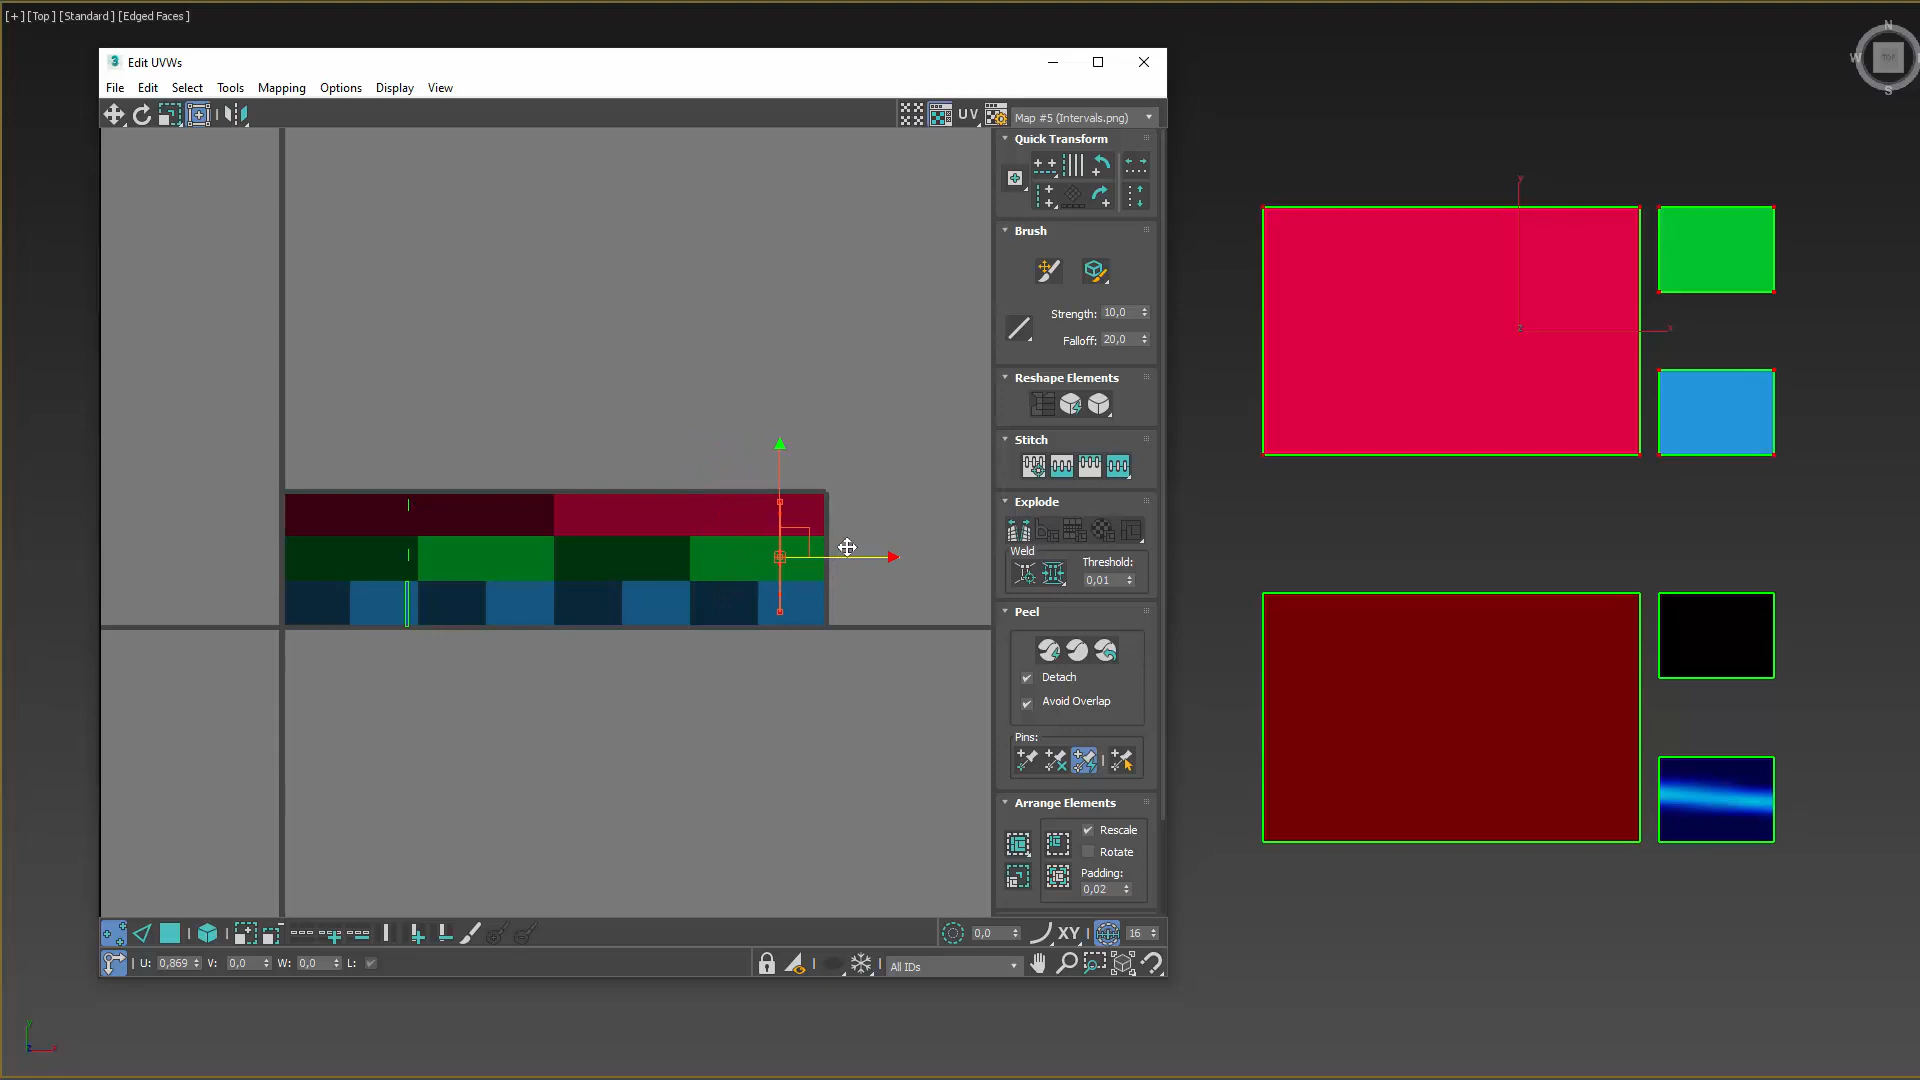 [+] [Top] [Standard] [Edged Faces]
N
W
TOP
S
3 Edit UVWs
File Edit Select Tools Mapping Options Display View
UV Map #5 (Intervals.png)
Quick Transform
Brush
Strength: 10,0
Falloff: 20,0
Reshape Elements
Stitch
Explode
Weld
Threshold:
0,01
Peel
Detach
Avoid Overlap
Pins:
Arrange Elements
Rescale
Rotate
Padding:
0,02
0,0 XY 16
U: 0,869 V: 0,0 W: 0,0 L: All IDs
y
x
z
y
z
x